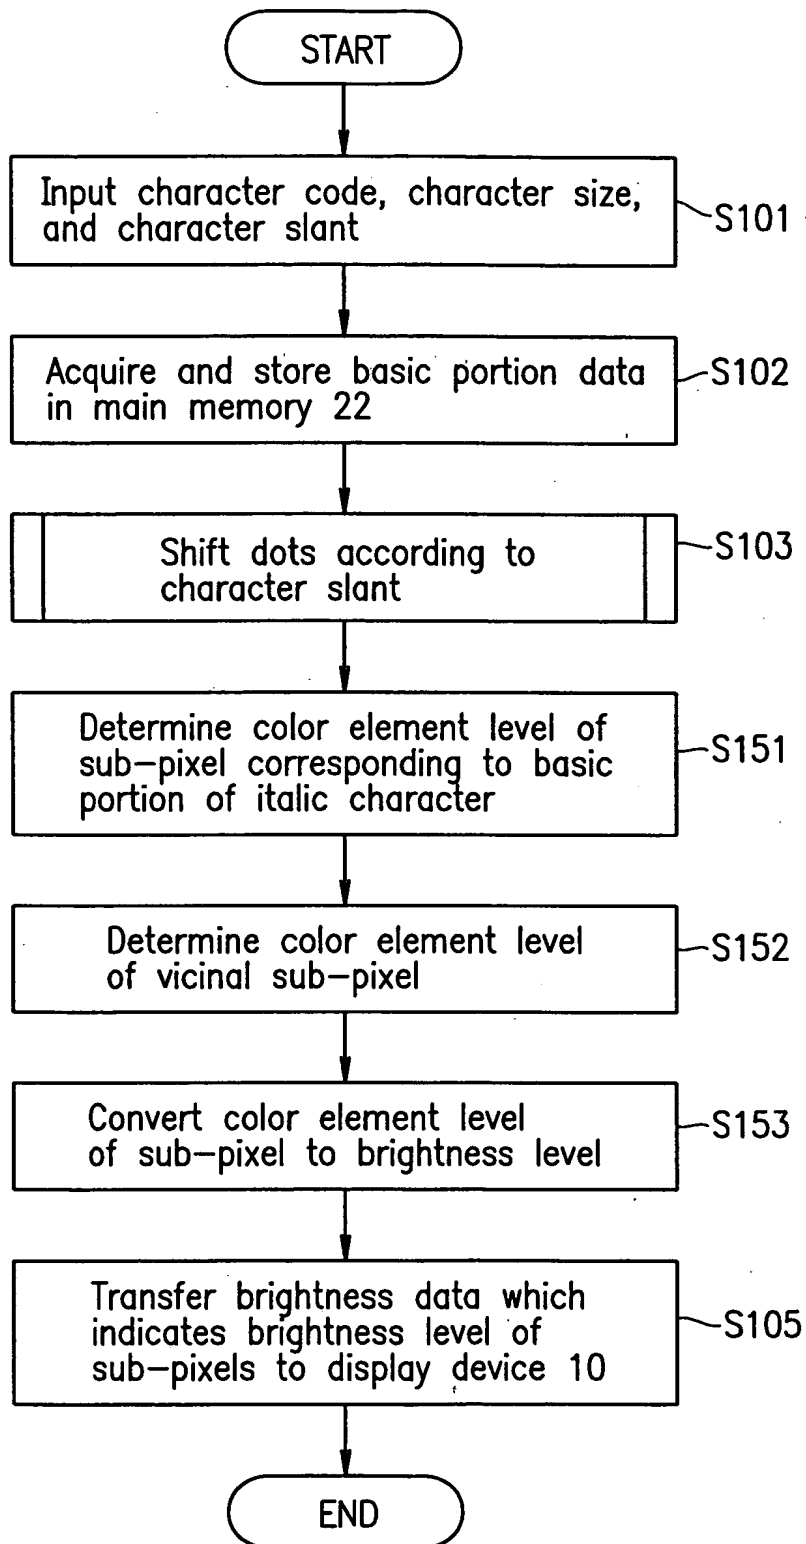 START
Input character code, character size,
and character slant
S101
Acquire and store basic portion data
in main memory 22
S102
Shift dots according to
character slant
S103
Determine color element level of
sub-pixel corresponding to basic
portion of italic character
S151
Determine color element level
of vicinal sub-pixel
S152
Convert color element level
of sub-pixel to brightness level
S153
Transfer brightness data which
indicates brightness level of
sub-pixels to display device 10
S105
END